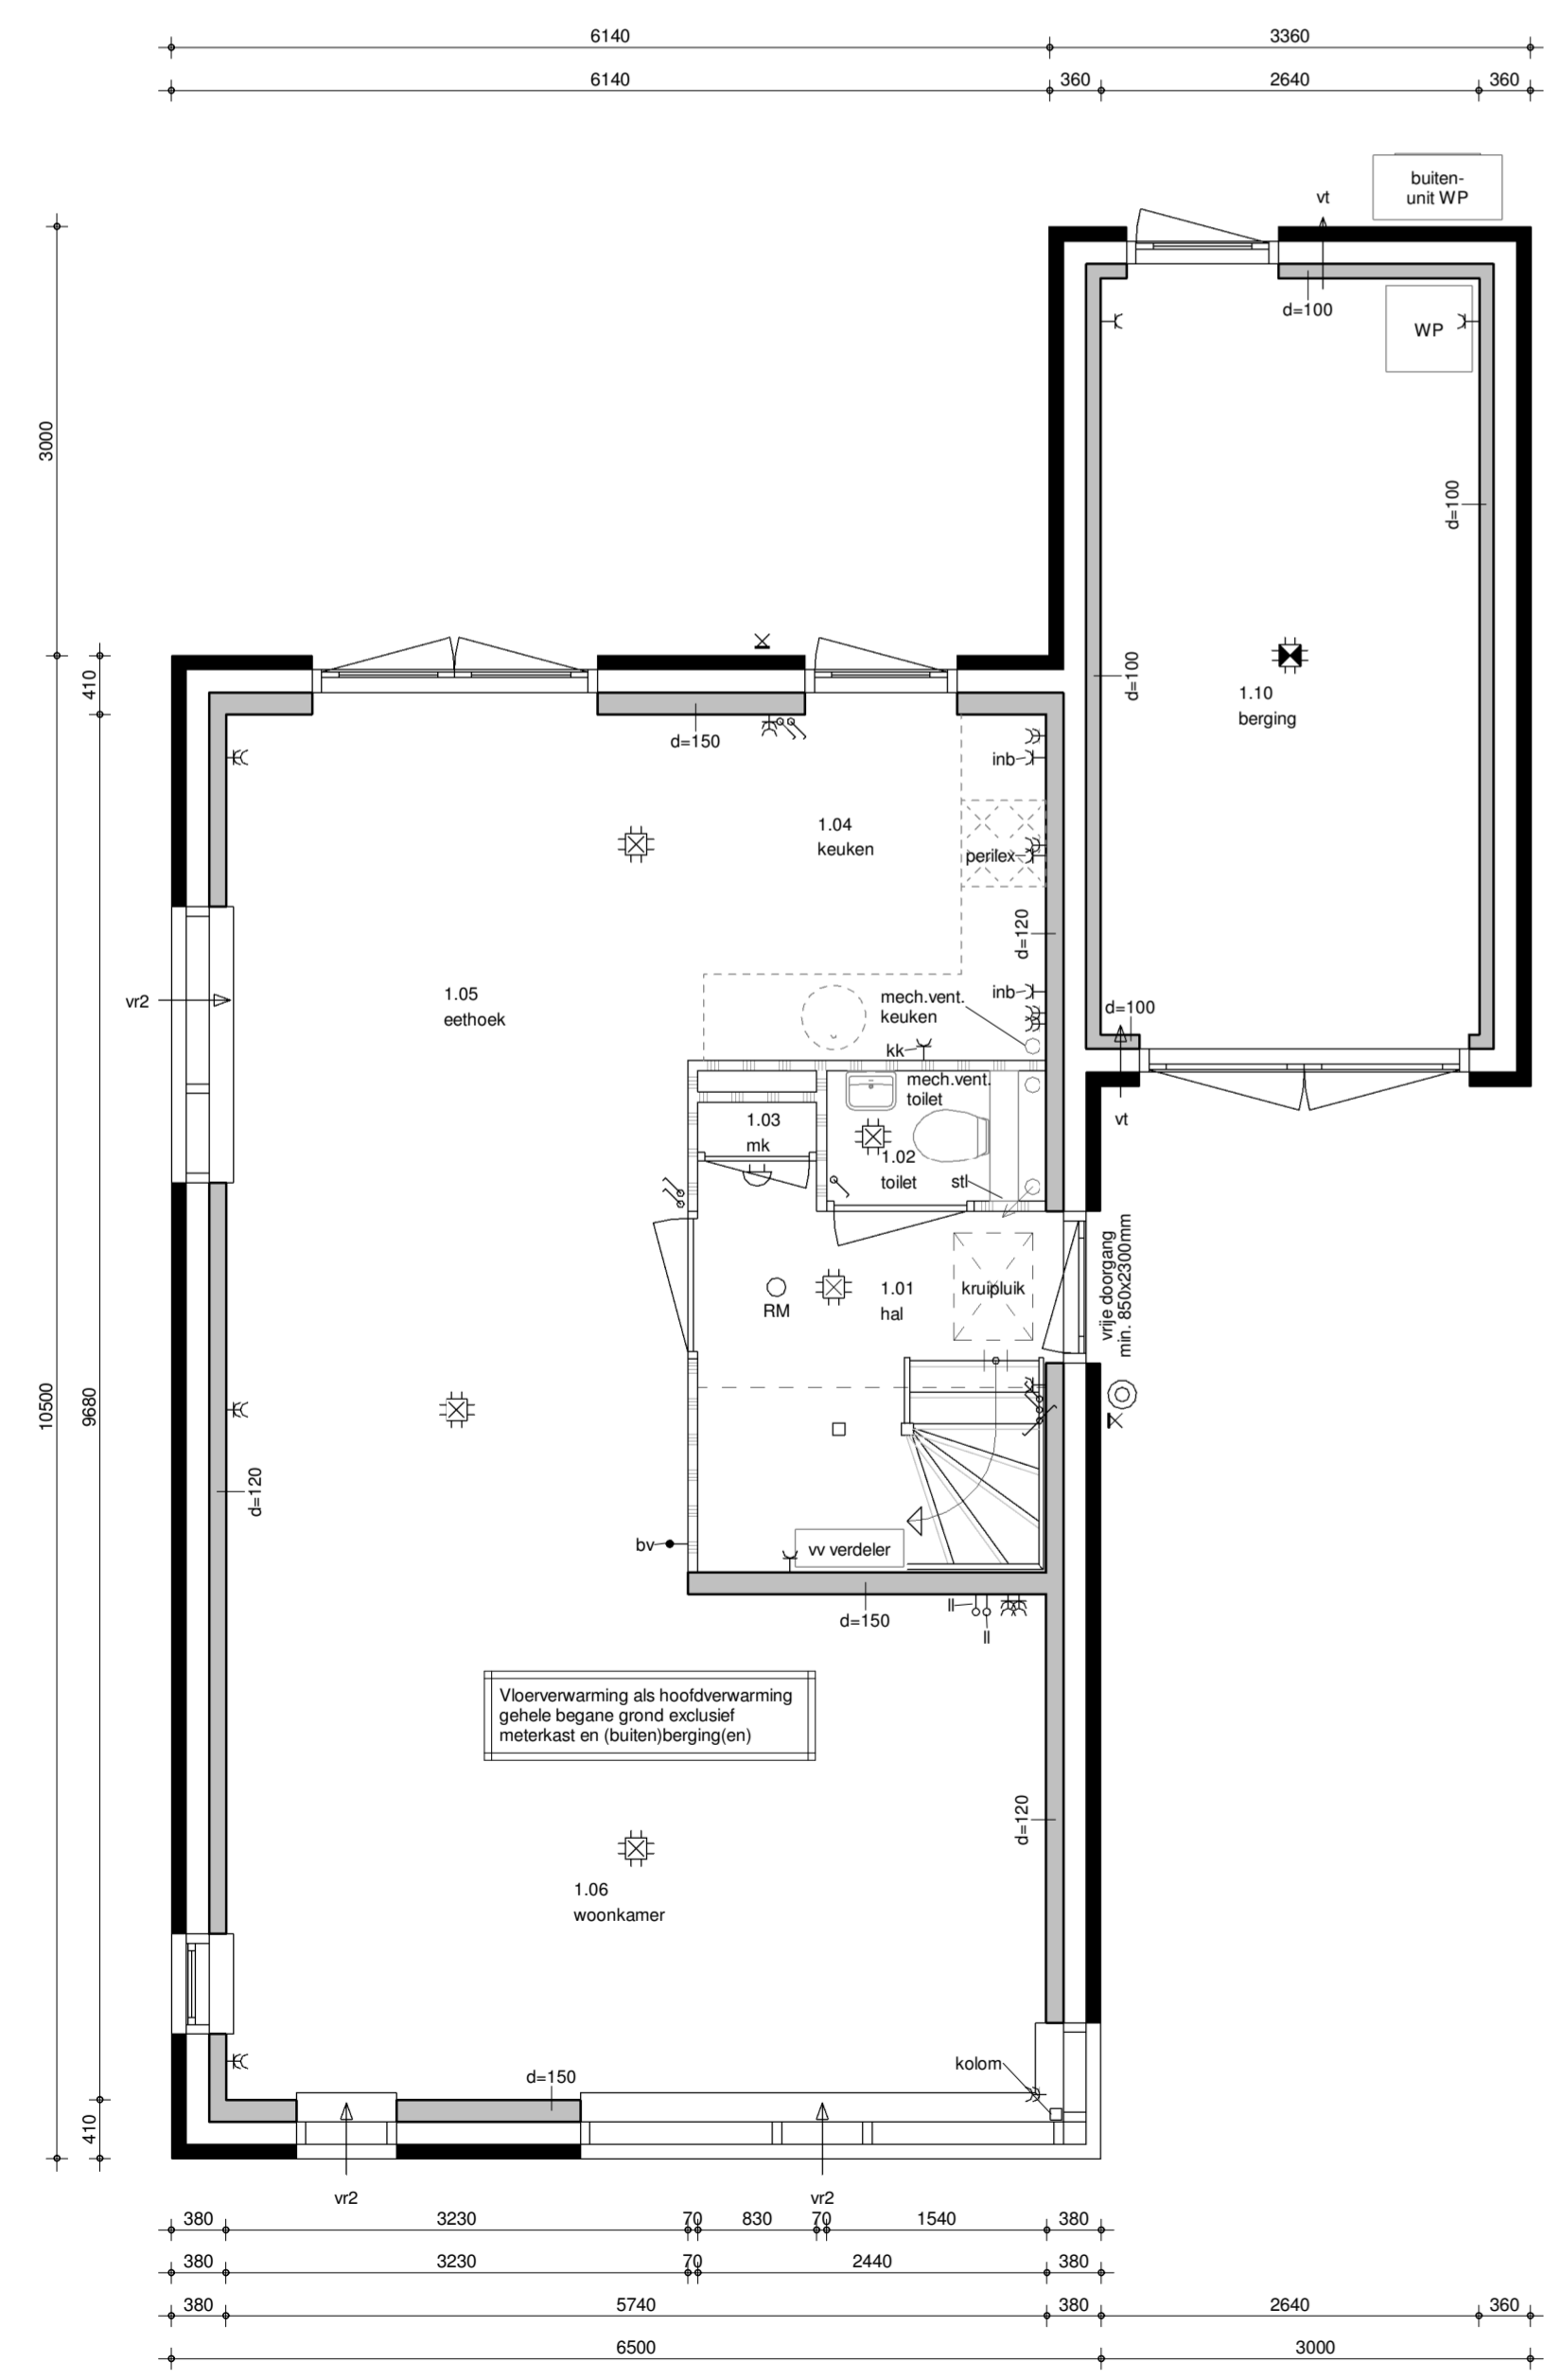 6140
3360
6140
360
2640
360
buiten-
unit WP
vt
d=100
WP
3000
d=100
410
d=150
inb
1.04
keuken
perilex
d=100
1.10
berging
d=120
vr2
1.05
eethoek
inb
mech.vent.
keuken
d=100
kk
mech.vent.
toilet
1.03
mk
1.02
toilet
stl
vt
vrije doorgang
min. 850x2300mm
RM
1.01
hal
kruipluik
10500
9680
d=120
bv
vv verdeler
d=150
ll
ll
Vloerverwarming als hoofdverwarming
gehele begane grond exclusief
meterkast en (buiten)berging(en)
d=120
1.06
woonkamer
d=150
kolom
410
vr2
vr2
380
3230
70
830
70
1540
380
380
3230
70
2440
380
380
5740
380
2640
360
6500
3000